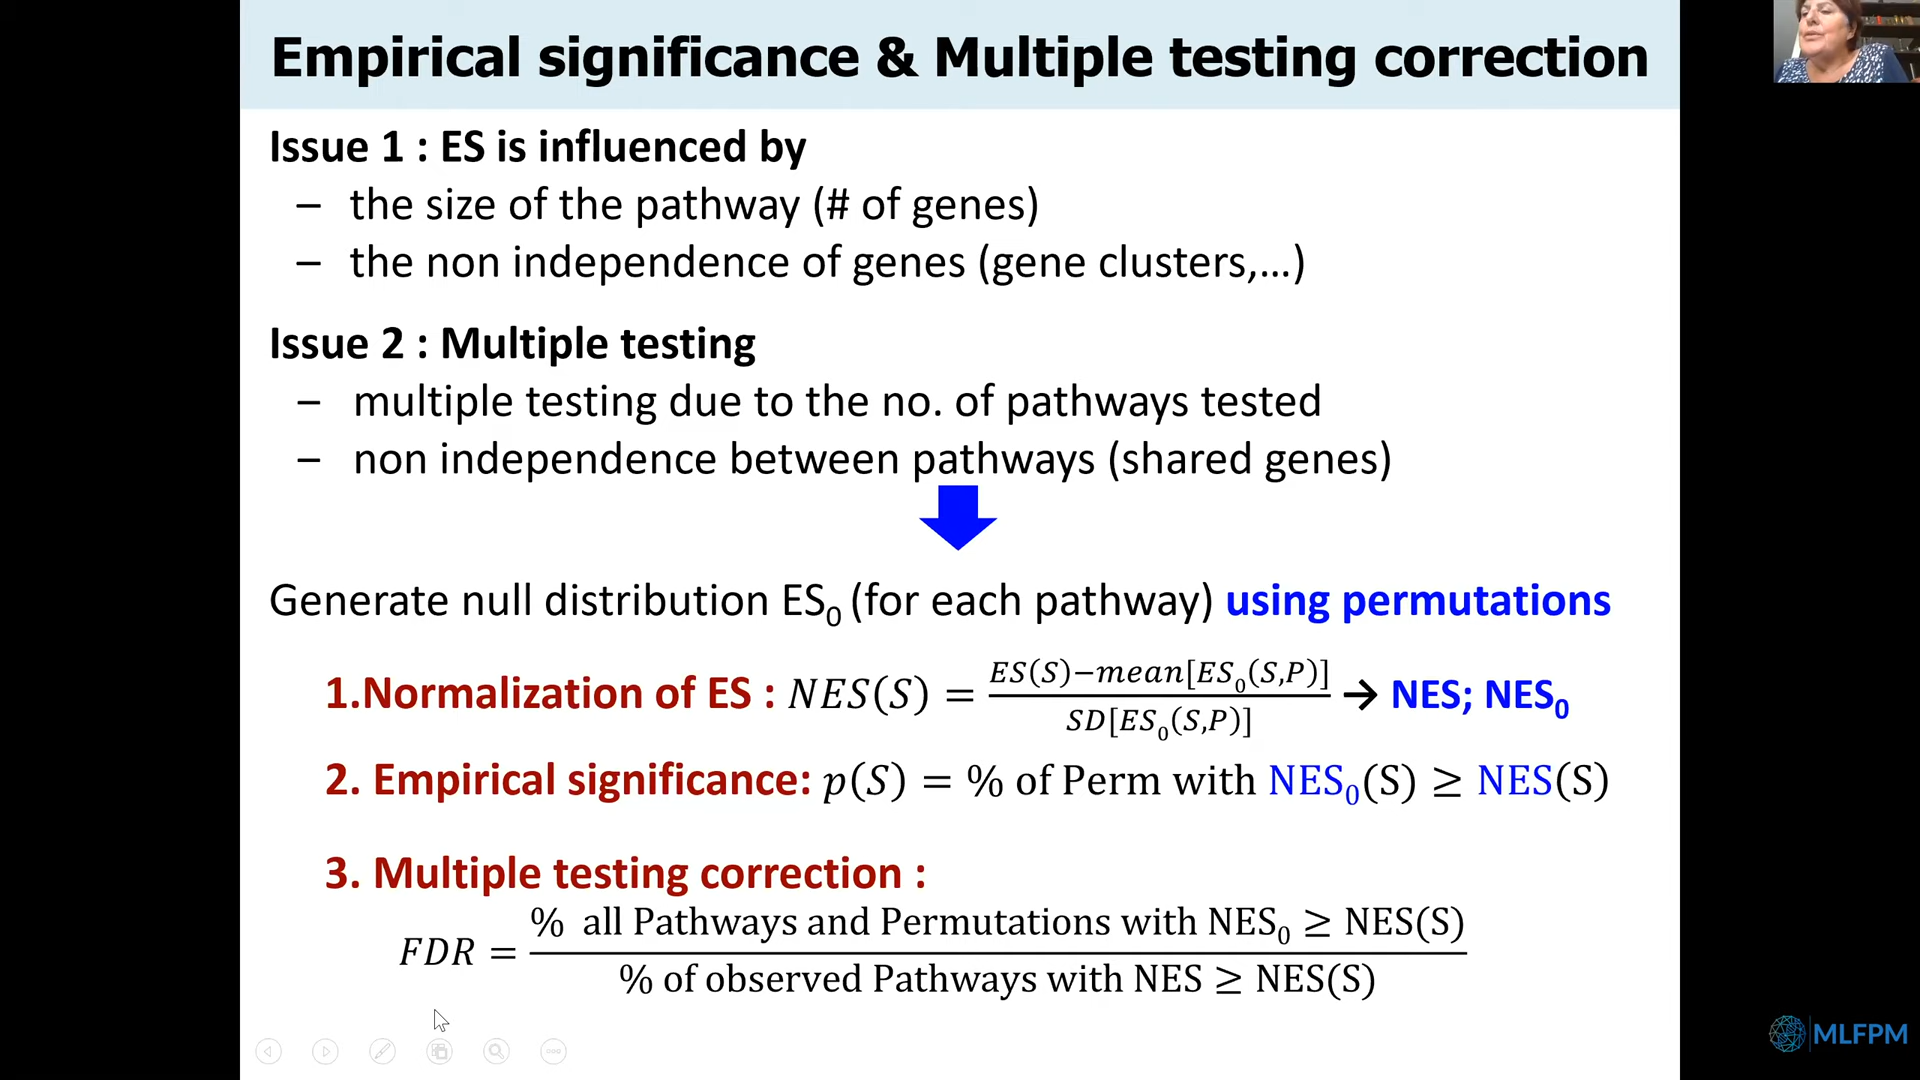 Empirical significance & Multiple testing correction
Issue 1 : ES is influenced by
– the size of the pathway (# of genes)
– the non independence of genes (gene clusters,...)
Issue 2 : Multiple testing
– multiple testing due to the no. of pathways tested
– non independence between pathways (shared genes)
Generate null distribution ES₀ (for each pathway) using permutations
1.Normalization of ES : NES(S) = (ES(S)−mean[ES₀(S,P)]) / (SD[ES₀(S,P)]) → NES; NES₀
2. Empirical significance: p(S) = % of Perm with NES₀(S) ≥ NES(S)
3. Multiple testing correction :
FDR = (% all Pathways and Permutations with NES₀ ≥ NES(S)) / (% of observed Pathways with NES ≥ NES(S))
MLFPM